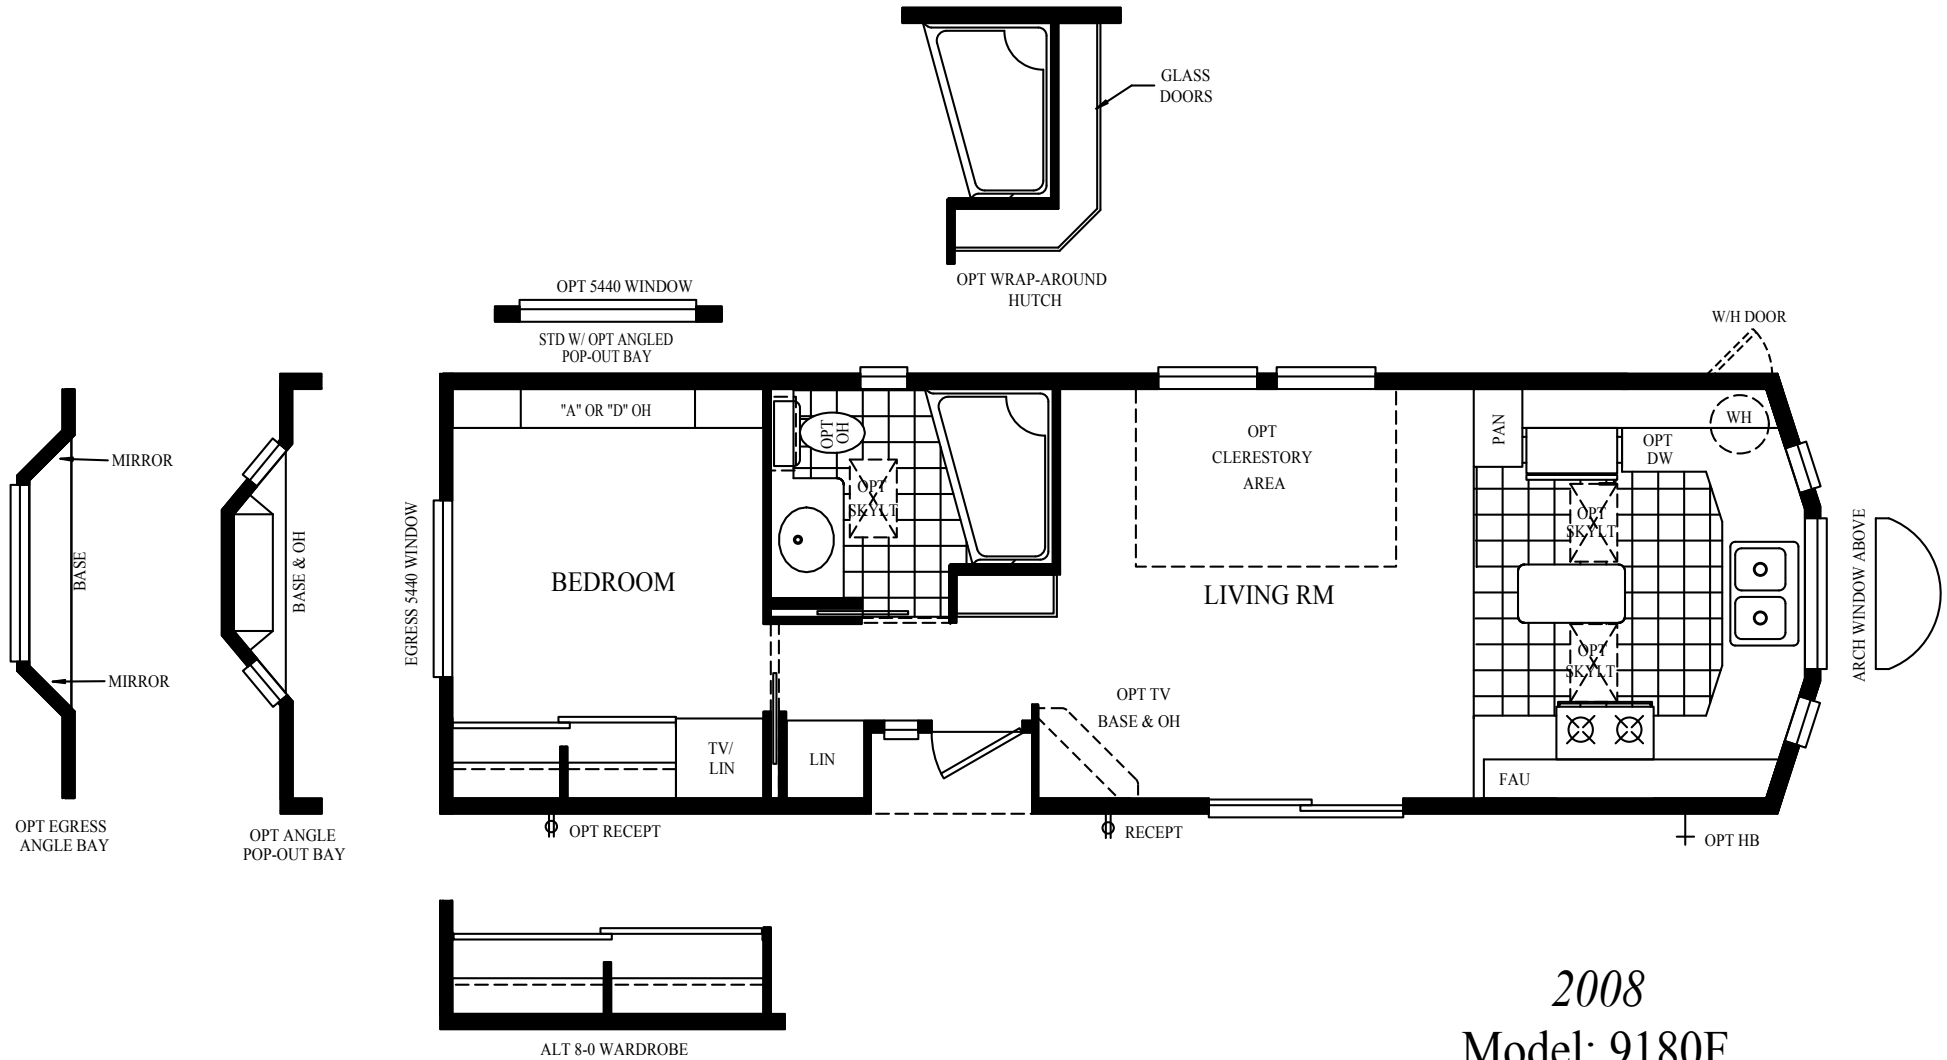 GLASS
DOORS
OPT WRAP-AROUND
HUTCH
OPT 5440 WINDOW
STD W/ OPT ANGLED
POP-OUT BAY
W/H DOOR
MIRROR
BASE
MIRROR
OPT EGRESS
ANGLE BAY
BASE & OH
OPT ANGLE
POP-OUT BAY
EGRESS 5440 WINDOW
"A" OR "D" OH
BEDROOM
TV/
LIN
LIN
OPT
OH
OPT
SKYLT
OPT
CLERESTORY
AREA
LIVING RM
OPT TV
BASE & OH
PAN
OPT
DW
WH
OPT
SKYLT
OPT
SKYLT
FAU
ARCH WINDOW ABOVE
OPT RECEPT
RECEPT
OPT HB
ALT 8-0 WARDROBE
2008